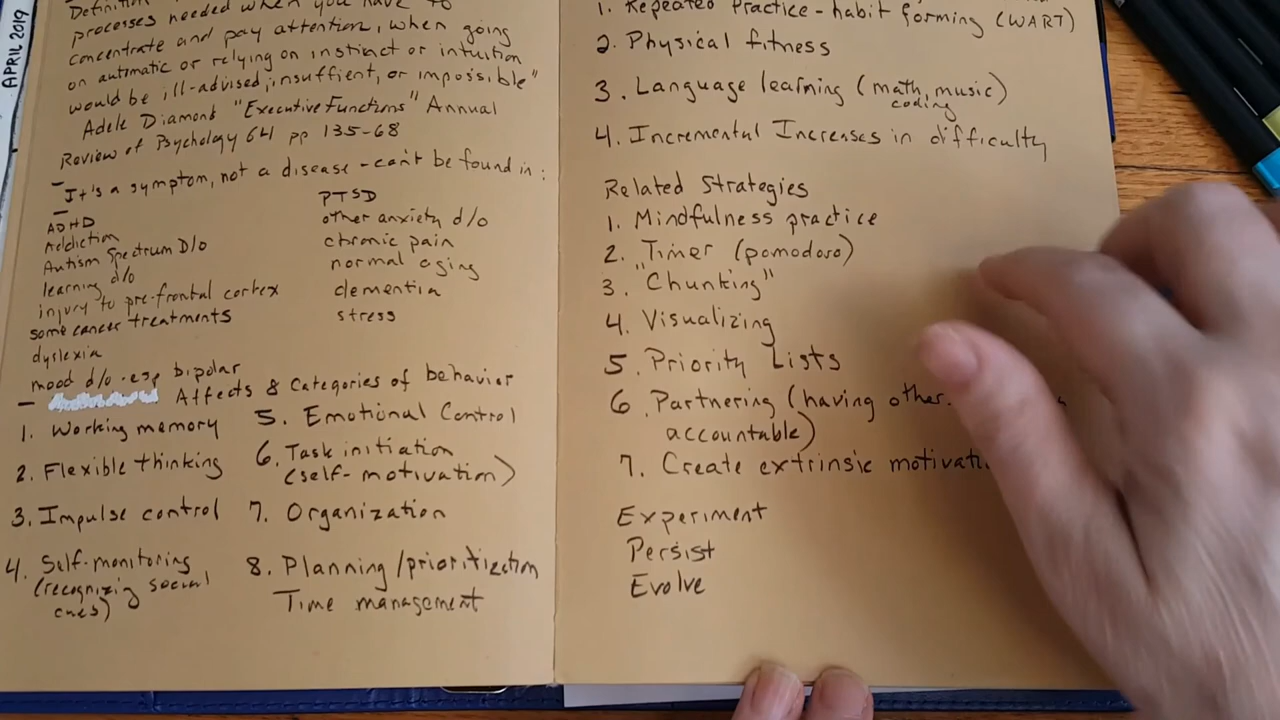 APRIL 2019
Definition
processes needed when you have to
concentrate and pay attention, when going
on automatic or relying on instinct or intuition
would be ill-advised, insufficient, or impossible"
Adele Diamond "Executive Functions" Annual
Review of Psychology 64 pp 135-68
- It's a symptom, not a disease - can't be found in:
ADHD
Addiction
Autism Spectrum D/o
learning d/o
injury to pre-frontal cortex
some cancer treatments
dyslexia
mood d/o - esp bipolar
PTSD
other anxiety d/o
chronic pain
normal aging
dementia
stress
- Affects 8 Categories of behavior
1. Working memory
2. Flexible thinking
3. Impulse control
4. Self-monitoring
(recognizing social
cues)
5. Emotional Control
6. Task initiation
(self-motivation)
7. Organization
8. Planning/prioritization
Time management
1. Repeated Practice - habit forming (WART)
2. Physical fitness
3. Language learning (math, music)
coding
4. Incremental Increases in difficulty
Related Strategies
1. Mindfulness practice
2. Timer (pomodoro)
3. "Chunking"
4. Visualizing
5. Priority Lists
6. Partnering (having other
accountable)
7. Create extrinsic motivati
Experiment
Persist
Evolve